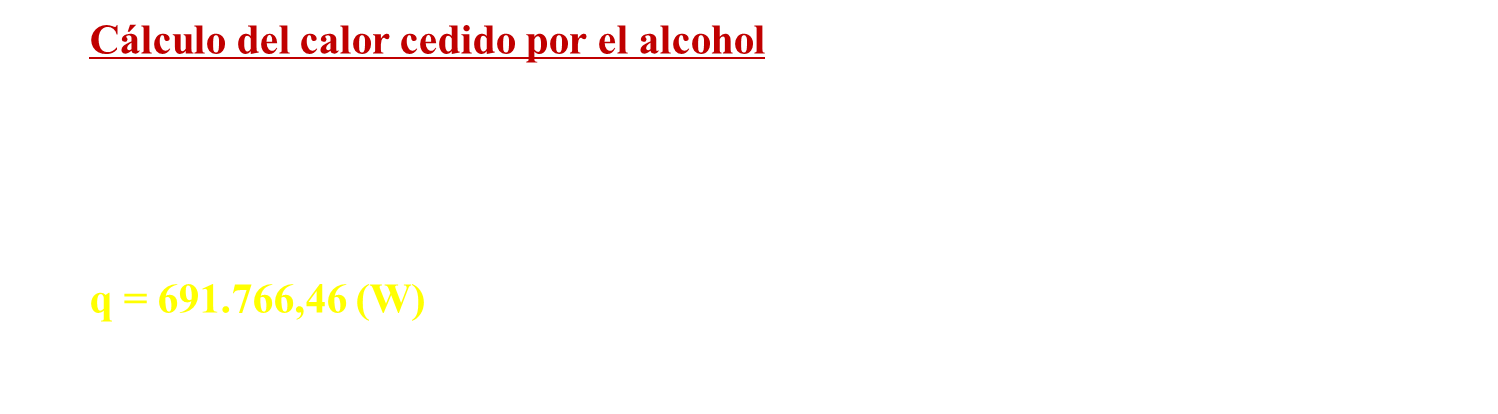 Cálculo del calor cedido por el alcohol
q = 691.766,46 (W)